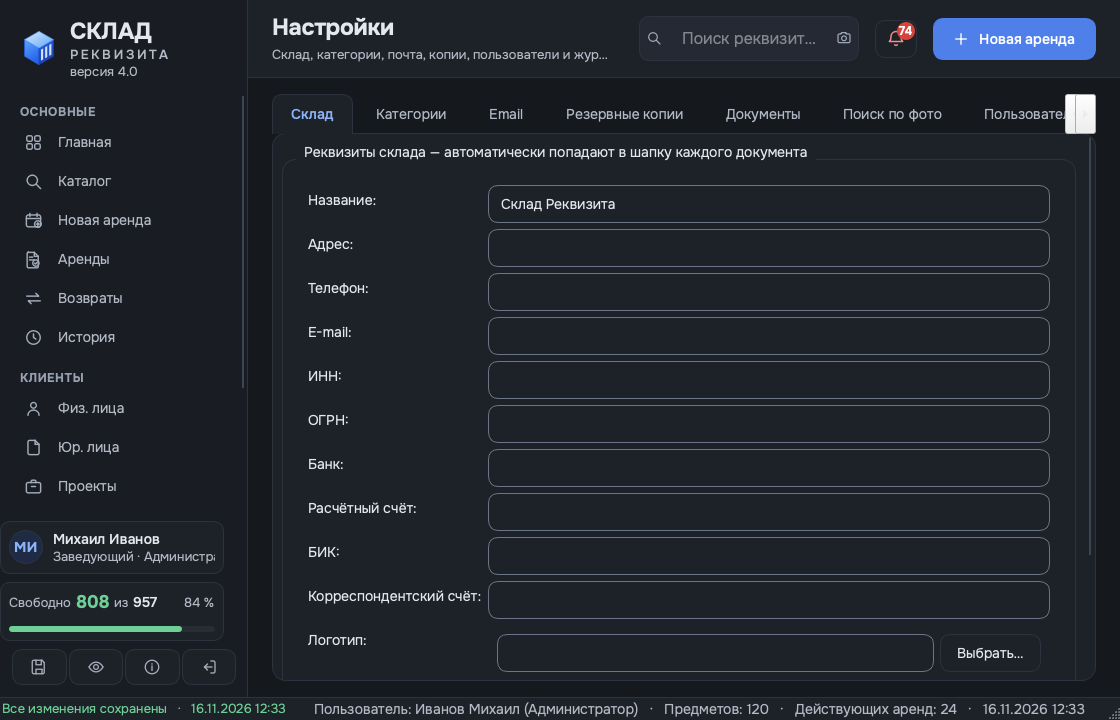 СКЛАД
РЕКВИЗИТА
версия 4.0
ОСНОВНЫЕ
Главная
Каталог
Новая аренда
Аренды
Возвраты
История
КЛИЕНТЫ
Физ. лица
Юр. лица
Проекты
МИ
Михаил Иванов
Заведующий · Администра
Свободно 808 из 957 84 %
Настройки
Склад, категории, почта, копии, пользователи и жур…
Поиск реквизит…
74
Новая аренда
Склад Категории Email Резервные копии Документы Поиск по фото Пользовател
Реквизиты склада — автоматически попадают в шапку каждого документа
Название: Склад Реквизита
Адрес:
Телефон:
E-mail:
ИНН:
ОГРН:
Банк:
Расчётный счёт:
БИК:
Корреспондентский счёт:
Логотип: Выбрать…
Все изменения сохранены · 16.11.2026 12:33 Пользователь: Иванов Михаил (Администратор) · Предметов: 120 · Действующих аренд: 24 · 16.11.2026 12:33